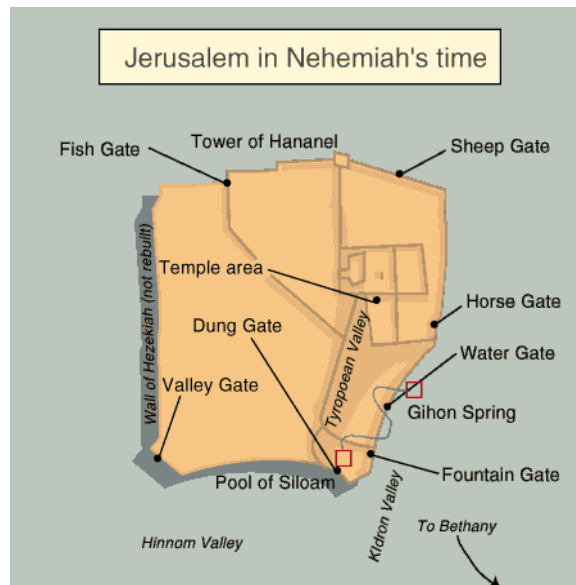 Jerusalem in Nehemiah's time
Tower of Hananel
Fish Gate
Sheep Gate
Wall of Hezekiah (not rebuilt)
Temple area
Horse Gate
Dung Gate
Tyropoean Valley
Water Gate
Valley Gate
Gihon Spring
Pool of Siloam
Fountain Gate
KIdron Valley
To Bethany
Hinnom Valley